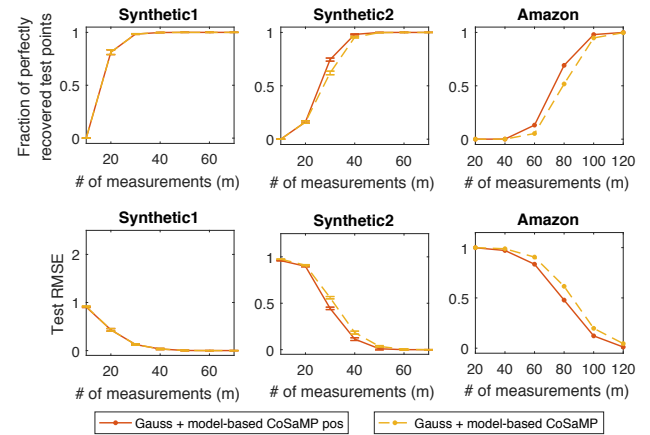 Synthetic1
Synthetic2
Amazon
Fraction of perfectly
recovered test points
1
0.5
0
1
0.5
0
1
0.5
0
20 40 60
20 40 60
20 40 60 80 100 120
# of measurements (m)
# of measurements (m)
# of measurements (m)
Synthetic1
Synthetic2
Amazon
Test RMSE
2
1
0
1
0.5
0
1
0.5
0
20 40 60
20 40 60
20 40 60 80 100 120
# of measurements (m)
# of measurements (m)
# of measurements (m)
Gauss + model-based CoSaMP pos
Gauss + model-based CoSaMP